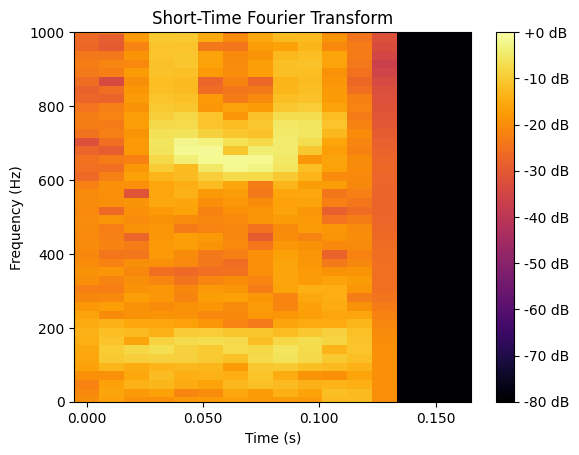 Short-Time Fourier Transform
Frequency (Hz)
1000
800
600
400
200
0
0.000
0.050
0.100
0.150
Time (s)
+0 dB
-10 dB
-20 dB
-30 dB
-40 dB
-50 dB
-60 dB
-70 dB
-80 dB